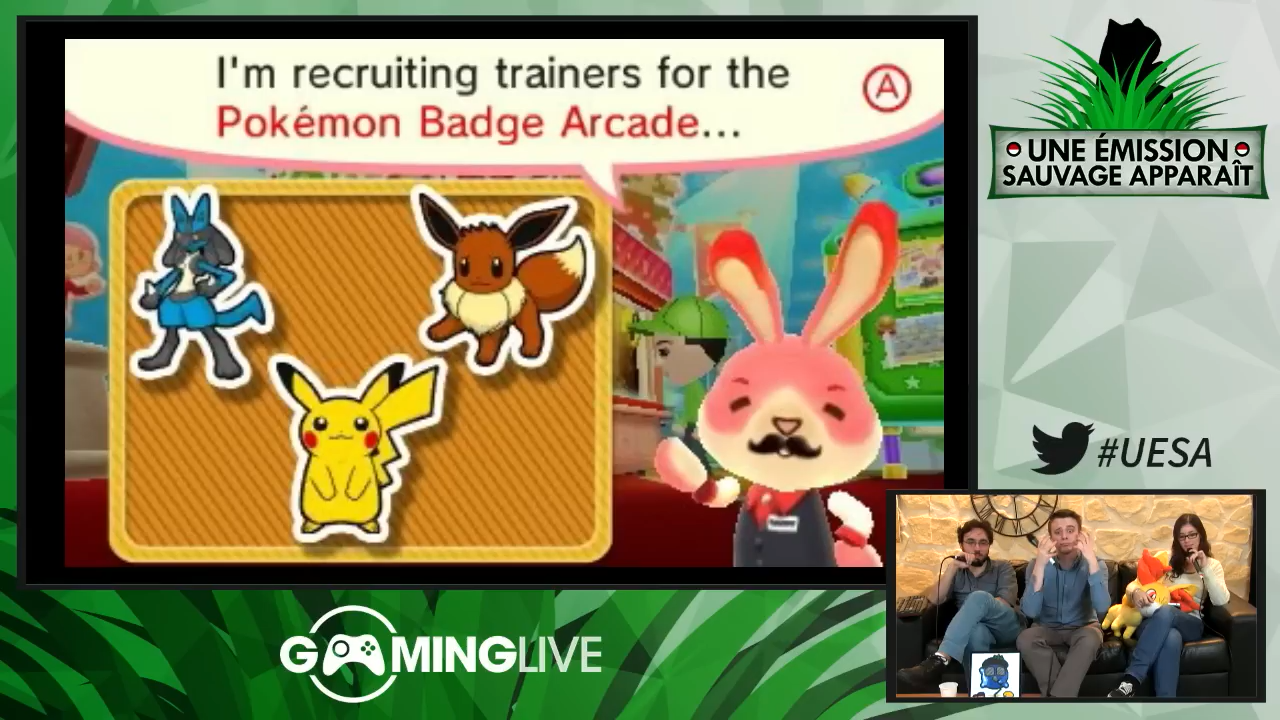 I'm recruiting trainers for the
Pokémon Badge Arcade...
A
UNE ÉMISSION
SAUVAGE APPARAÎT
#UESA
GAMINGLIVE